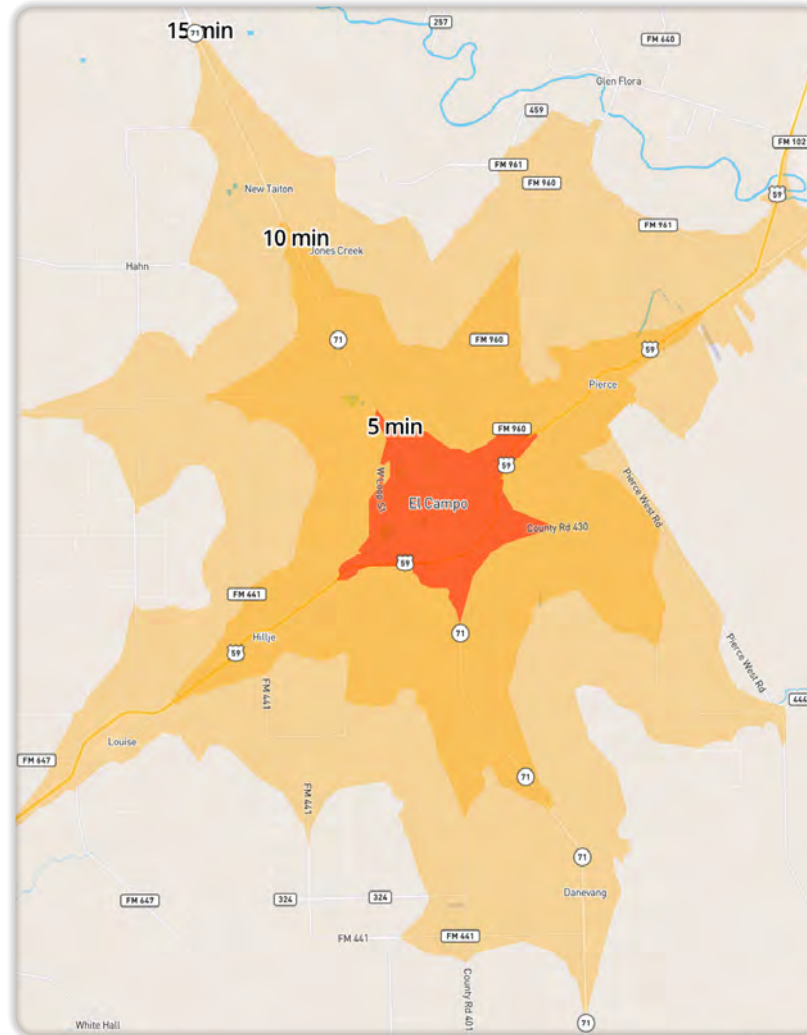 257
15 min
71
FM 640
Glen Flora
459
FM 102
FM 961
FM 960
New Taiton
59
FM 961
10 min
Jones Creek
Hahn
71
FM 960
59
Pierce
5 min
FM 960
59
W Loop St
El Campo
Pierce West Rd
County Rd 430
59
FM 441
71
Hillje
59
Pierce West Rd
FM 441
444
Louise
FM 647
71
FM 441
71
Danevang
FM 647
324
324
FM 441
FM 441
County Rd 401
White Hall
71